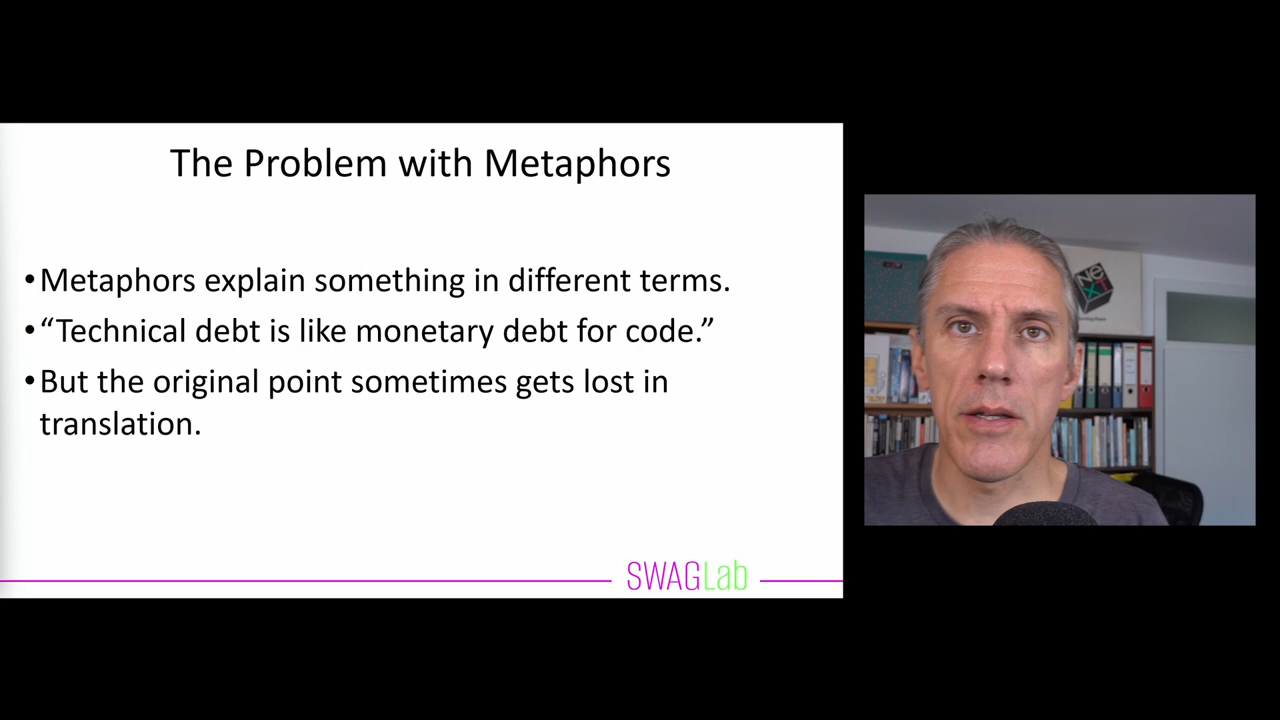 The Problem with Metaphors
•Metaphors explain something in different terms.
•“Technical debt is like monetary debt for code.”
•But the original point sometimes gets lost in
translation.
SWAGLab
NeXT